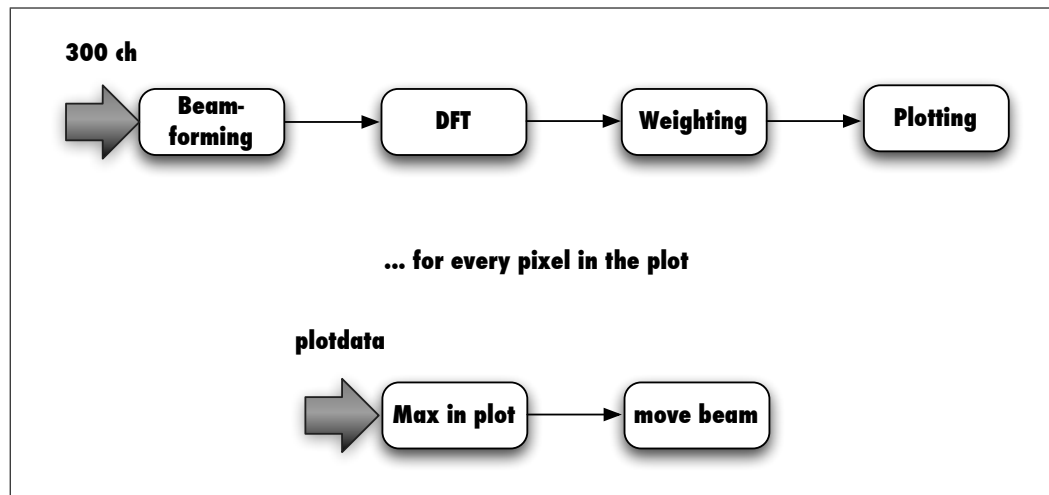 300 ch
Beam-
forming
DFT
Weighting
Plotting
... for every pixel in the plot
plotdata
Max in plot
move beam